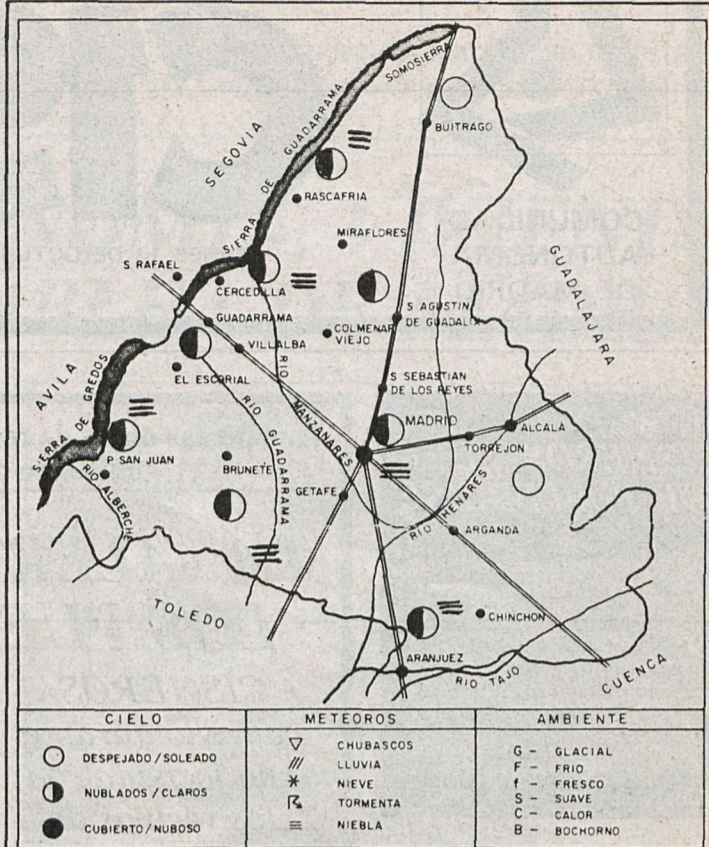 SOMOSIERRA
SIERRA DE GUADARRAMA
SEGOVIA
BUITRAGO
RASCAFRIA
MIRAFLORES
GUADALAJARA
S. RAFAEL
CERCEDILLA
GUADARRAMA
S AGUSTIN
DE GUADALIX
COLMENAR
VIEJO
VILLALBA
EL ESCORIAL
S SEBASTIAN
DE LOS REYES
AVILA
SIERRA DE GREDOS
RIO MANZANARES
RIO GUADARRAMA
MADRID
ALCALA
TORREJON
P. SAN JUAN
RIO ALBERCHE
BRUNETE
GETAFE
RIO HENARES
ARGANDA
TOLEDO
CHINCHON
ARANJUEZ
RIO TAJO
CUENCA
CIELO
DESPEJADO/SOLEADO
NUBLADOS/CLAROS
CUBIERTO/NUBOSO
METEOROS
CHUBASCOS
LLUVIA
NIEVE
TORMENTA
NIEBLA
AMBIENTE
G - GLACIAL
F - FRIO
f - FRESCO
S - SUAVE
C - CALOR
B - BOCHORNO